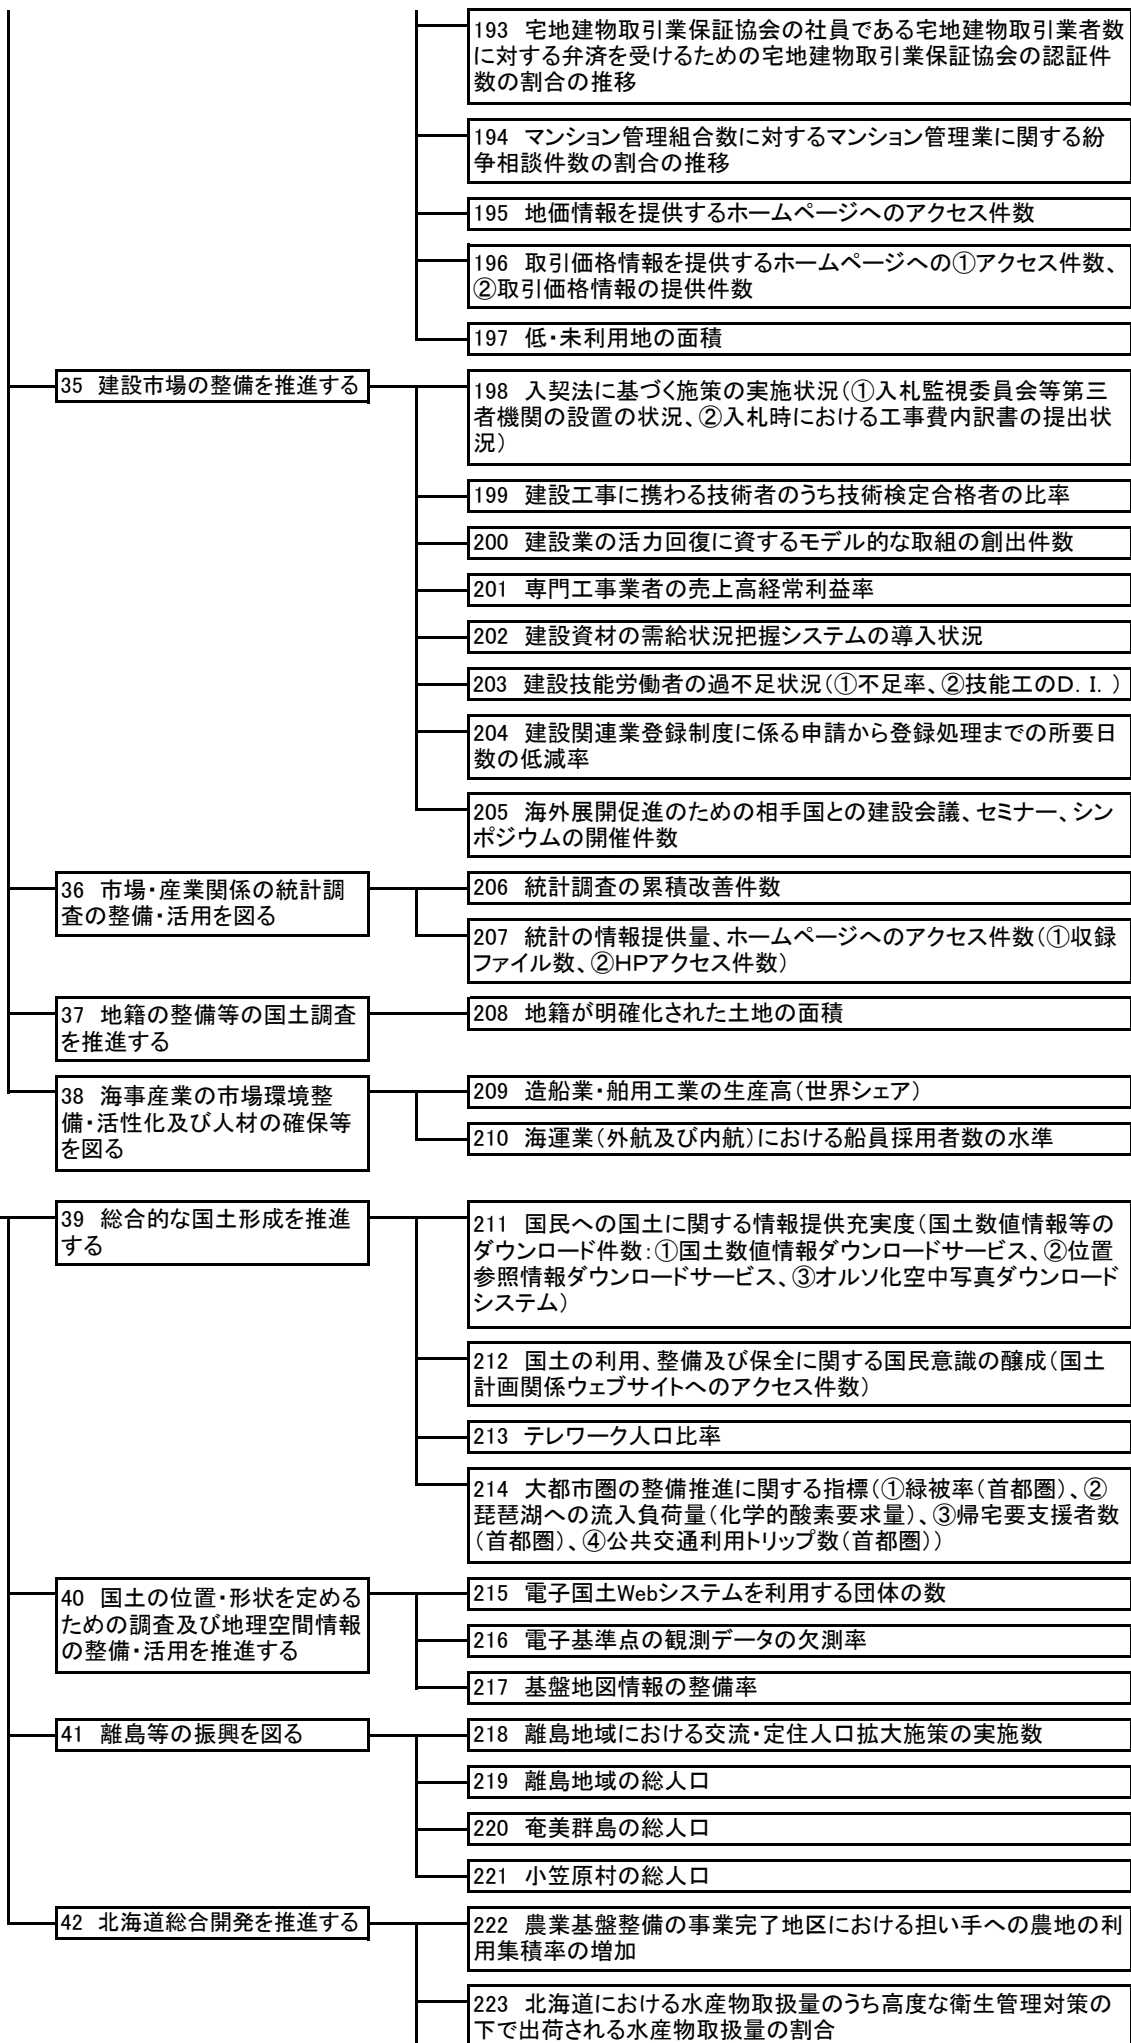 193 宅地建物取引業保証協会の社員である宅地建物取引業者数
に対する弁済を受けるための宅地建物取引業保証協会の認証件
数の割合の推移
194 マンション管理組合数に対するマンション管理業に関する紛
争相談件数の割合の推移
195 地価情報を提供するホームページへのアクセス件数
196 取引価格情報を提供するホームページへの①アクセス件数、
②取引価格情報の提供件数
197 低・未利用地の面積
35 建設市場の整備を推進する
198 入契法に基づく施策の実施状況(①入札監視委員会等第三
者機関の設置の状況、②入札時における工事費内訳書の提出状
況)
199 建設工事に携わる技術者のうち技術検定合格者の比率
200 建設業の活力回復に資するモデル的な取組の創出件数
201 専門工事業者の売上高経常利益率
202 建設資材の需給状況把握システムの導入状況
203 建設技能労働者の過不足状況(①不足率、②技能工のD. I. )
204 建設関連業登録制度に係る申請から登録処理までの所要日
数の低減率
205 海外展開促進のための相手国との建設会議、セミナー、シン
ポジウムの開催件数
36 市場・産業関係の統計調
査の整備・活用を図る
206 統計調査の累積改善件数
207 統計の情報提供量、ホームページへのアクセス件数(①収録
ファイル数、②HPアクセス件数)
37 地籍の整備等の国土調査
を推進する
208 地籍が明確化された土地の面積
38 海事産業の市場環境整
備・活性化及び人材の確保等
を図る
209 造船業・舶用工業の生産高(世界シェア)
210 海運業(外航及び内航)における船員採用者数の水準
39 総合的な国土形成を推進
する
211 国民への国土に関する情報提供充実度(国土数値情報等の
ダウンロード件数:①国土数値情報ダウンロードサービス、②位置
参照情報ダウンロードサービス、③オルソ化空中写真ダウンロード
システム)
212 国土の利用、整備及び保全に関する国民意識の醸成(国土
計画関係ウェブサイトへのアクセス件数)
213 テレワーク人口比率
214 大都市圏の整備推進に関する指標(①緑被率(首都圏)、②
琵琶湖への流入負荷量(化学的酸素要求量)、③帰宅要支援者数
(首都圏)、④公共交通利用トリップ数(首都圏))
40 国土の位置・形状を定める
ための調査及び地理空間情報
の整備・活用を推進する
215 電子国土Webシステムを利用する団体の数
216 電子基準点の観測データの欠測率
217 基盤地図情報の整備率
41 離島等の振興を図る
218 離島地域における交流・定住人口拡大施策の実施数
219 離島地域の総人口
220 奄美群島の総人口
221 小笠原村の総人口
42 北海道総合開発を推進する
222 農業基盤整備の事業完了地区における担い手への農地の利
用集積率の増加
223 北海道における水産物取扱量のうち高度な衛生管理対策の
下で出荷される水産物取扱量の割合